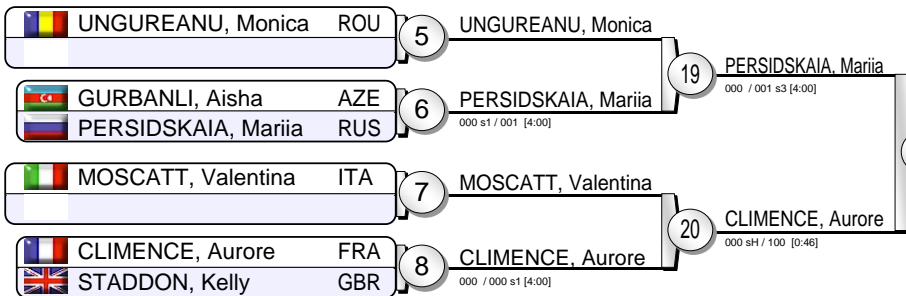 UNGUREANU, Monica ROU
5
UNGUREANU, Monica
GURBANLI, Aisha AZE
PERSIDSKAIA, Mariia RUS
6
PERSIDSKAIA, Mariia
000 s1 / 001 [4:00]
19
PERSIDSKAIA, Mariia
000 / 001 s3 [4:00]
MOSCATT, Valentina ITA
7
MOSCATT, Valentina
CLIMENCE, Aurore FRA
STADDON, Kelly GBR
8
CLIMENCE, Aurore
000 / 000 s1 [4:00]
20
CLIMENCE, Aurore
000 sH / 100 [0:46]